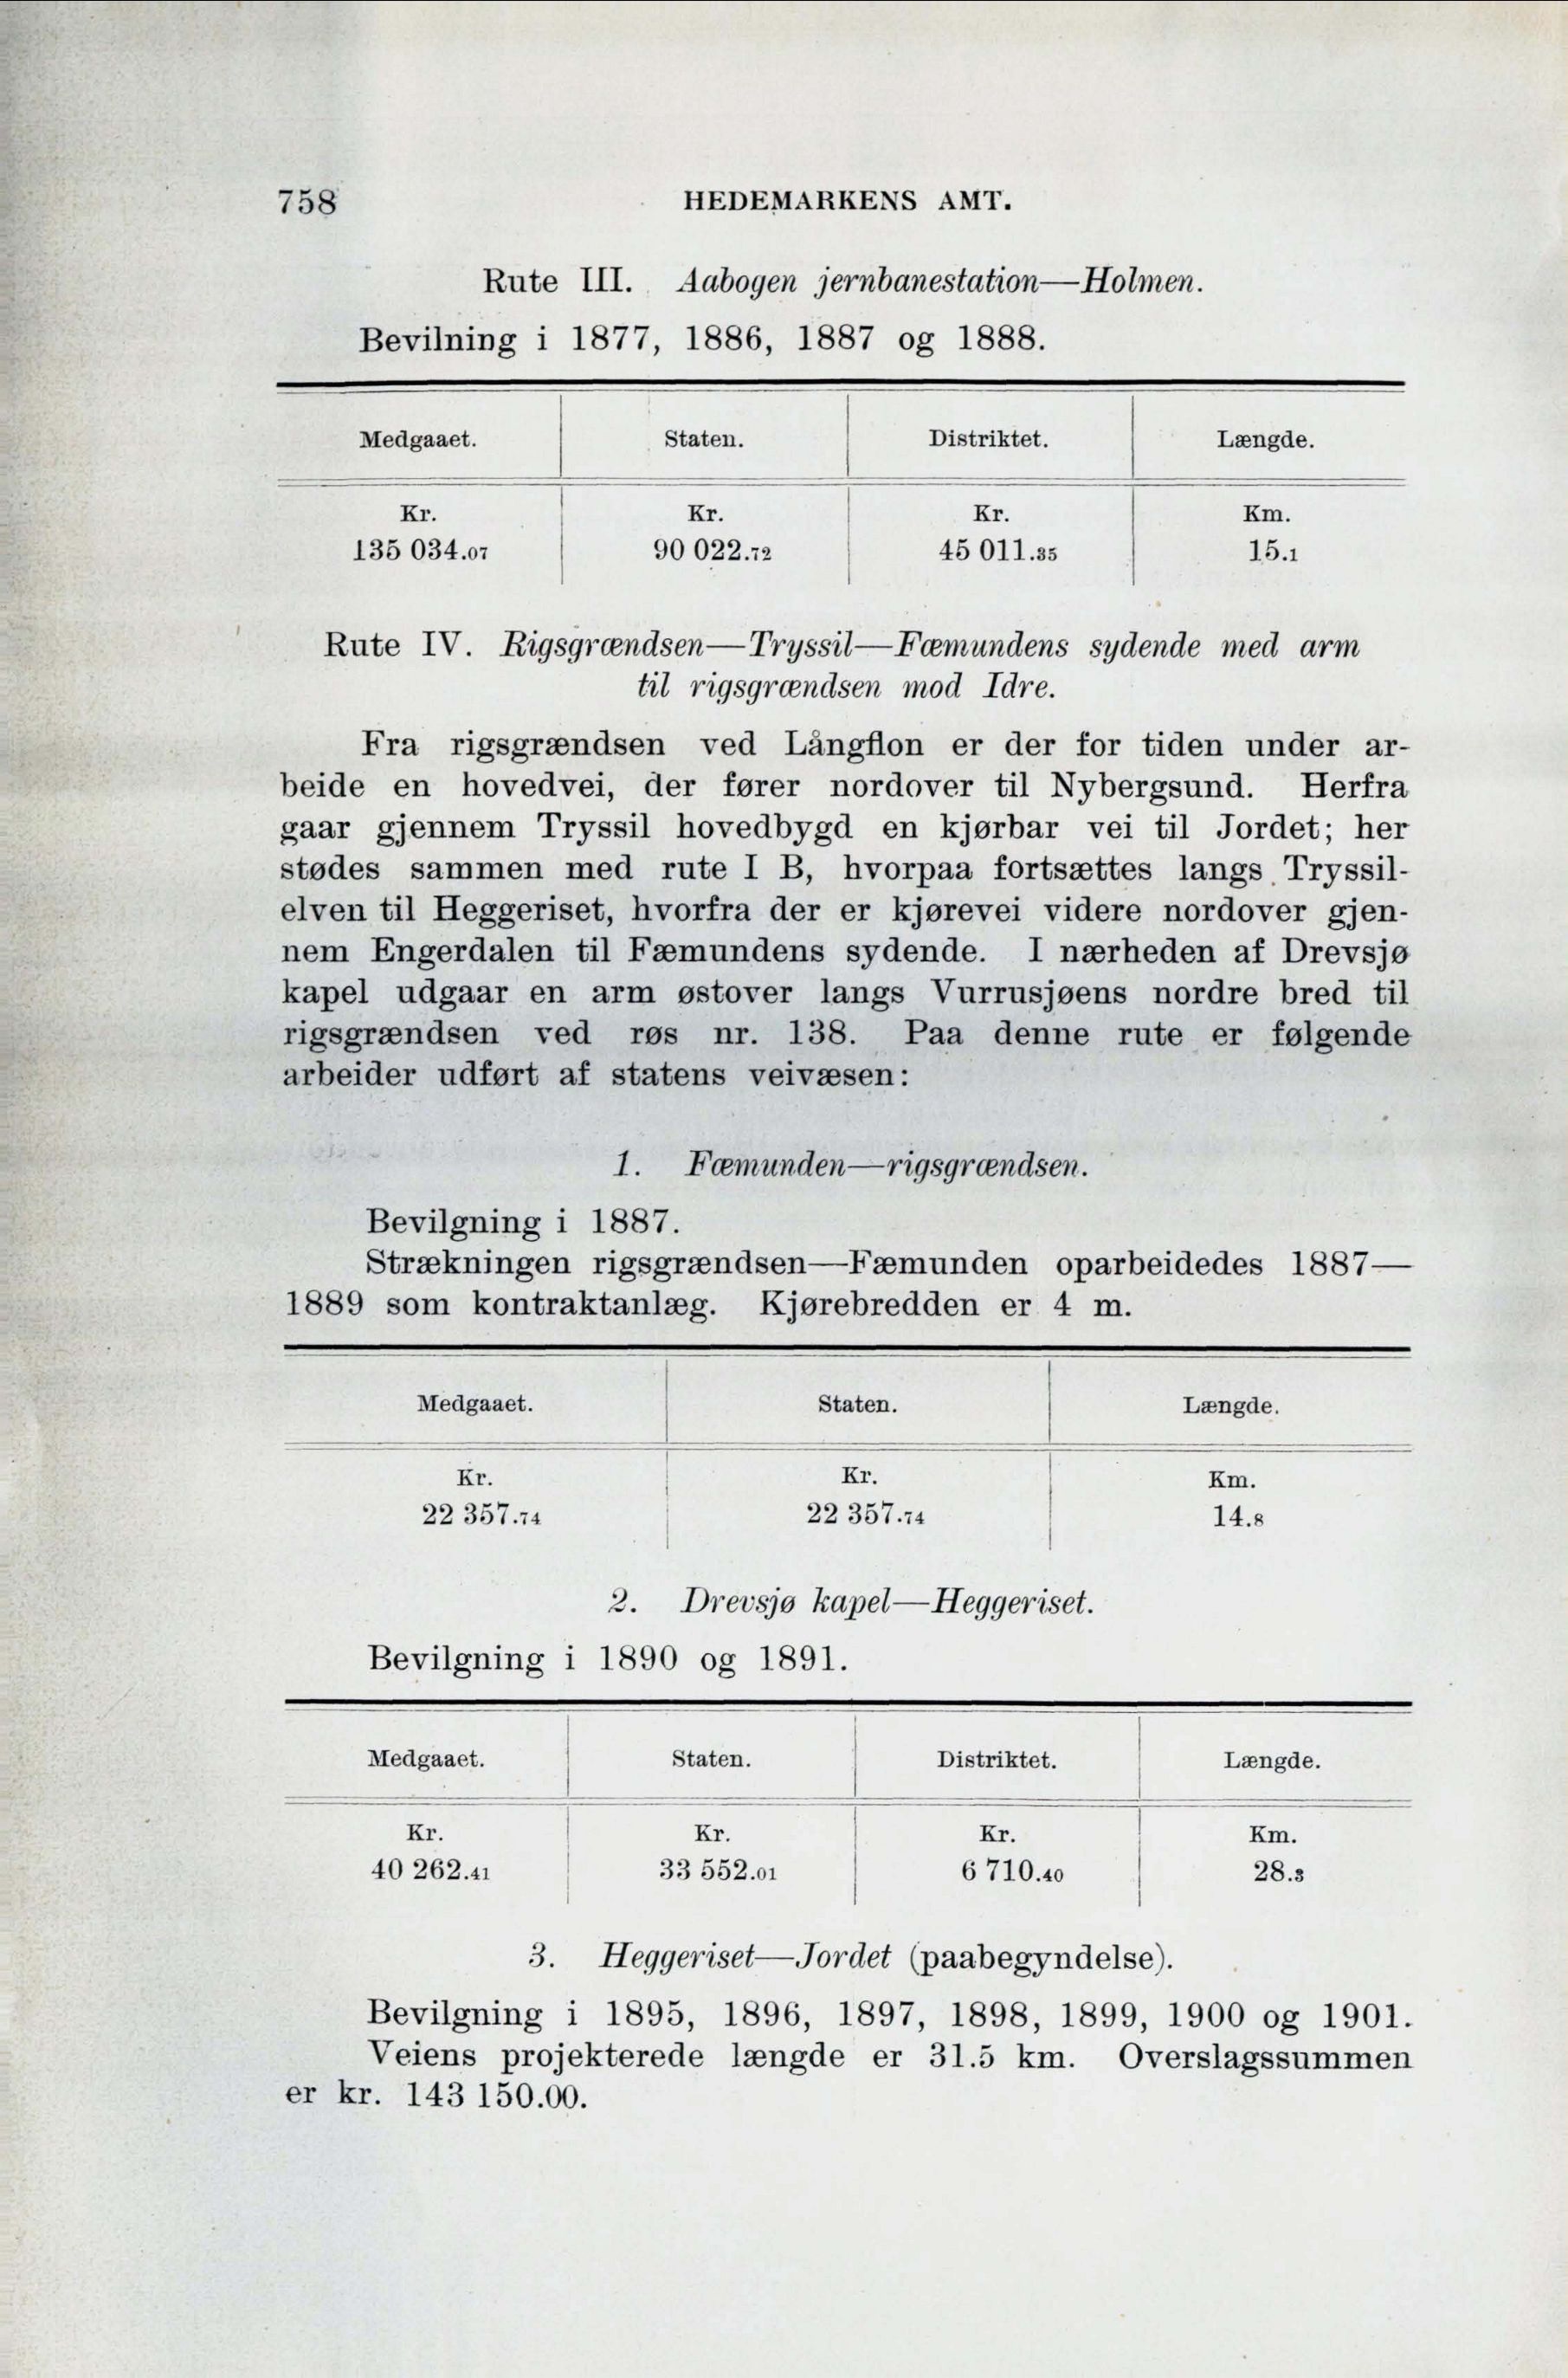 758
HEDEMARKENS AMT.
Rute III. Aabogen jernbanestation—Holmen.
Bevilning i 1877, 1886, 1887 og 1888.
Medgaaet. Staten. Distriktet. Længde.
Kr. Kr. Kr. Km.
135 034.07 90 022.72 45 011.35 15.1
Rute IV. Rigsgrændsen—Tryssil—Fæmundens sydende med arm
til rigsgrændsen mod Idre.
Fra rigsgrændsen ved Långflon er der for tiden under ar-
beide en hovedvei, der fører nordover til Nybergsund. Herfra
gaar gjennem Tryssil hovedbygd en kjørbar vei til Jordet; her
stødes sammen med rute I B, hvorpaa fortsættes langs Tryssil-
elven til Heggeriset, hvorfra der er kjørevei videre nordover gjen-
nem Engerdalen til Fæmundens sydende. I nærheden af Drevsjø
kapel udgaar en arm østover langs Vurrusjøens nordre bred til
rigsgrændsen ved røs nr. 138. Paa denne rute er følgende
arbeider udført af statens veivæsen:
1. Fæmunden—rigsgrændsen.
Bevilgning i 1887.
Strækningen rigsgrændsen—Fæmunden oparbeidedes 1887—
1889 som kontraktanlæg. Kjørebredden er 4 m.
Medgaaet. Staten. Længde.
Kr. Kr. Km.
22 357.74 22 357.74 14.8
2. Drevsjø kapel—Heggeriset.
Bevilgning i 1890 og 1891.
Medgaaet. Staten. Distriktet. Længde.
Kr. Kr. Kr. Km.
40 262.41 33 552.01 6 710.40 28.3
3. Heggeriset—Jordet (paabegyndelse).
Bevilgning i 1895, 1896, 1897, 1898, 1899, 1900 og 1901.
Veiens projekterede længde er 31.5 km. Overslagssummen
er kr. 143 150.00.